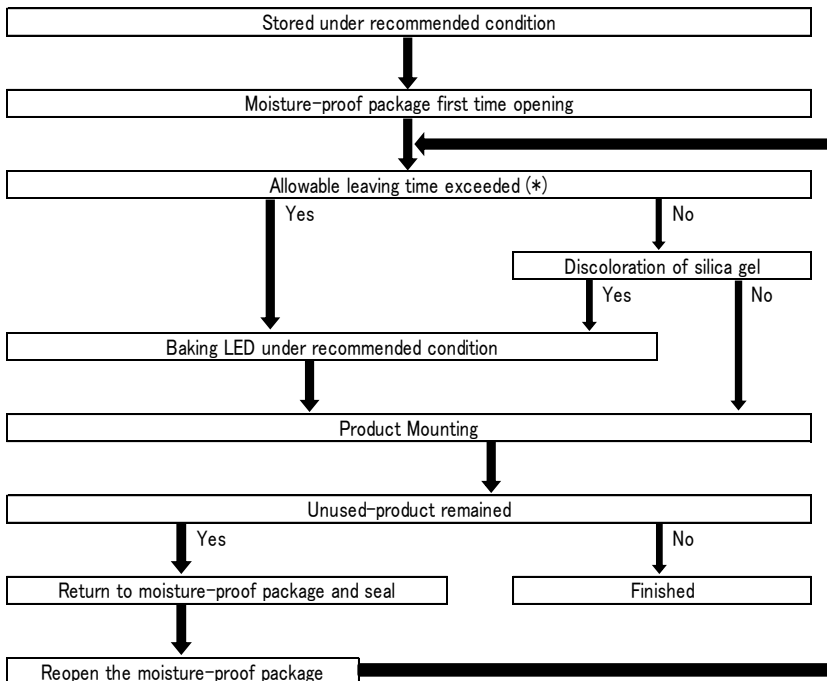 Stored under recommended condition
Moisture-proof package first time opening
Allowable leaving time exceeded (*)
Yes
No
Discoloration of silica gel
Yes
No
Baking LED under recommended condition
Product Mounting
Unused-product remained
Yes
No
Return to moisture-proof package and seal
Finished
Reopen the moisture-proof package